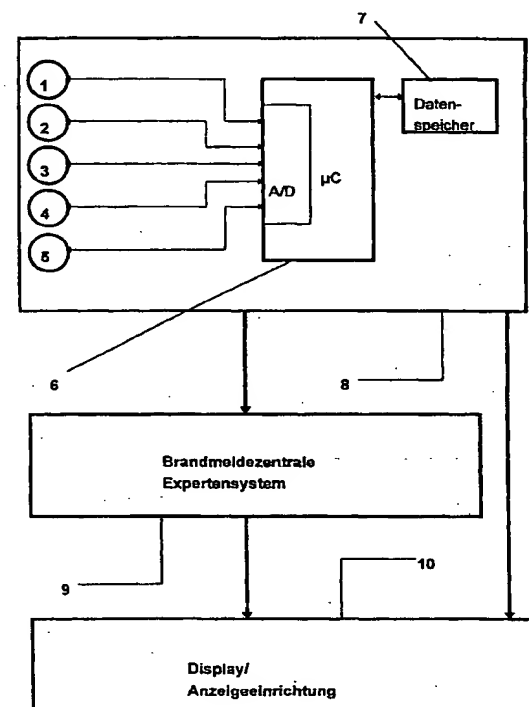 7
1
2
3
4
5
A/D
µC
Daten-
speicher
6
8
Brandmeldezentrale
Expertensystem
9
10
Display/
Anzeigeeinrichtung